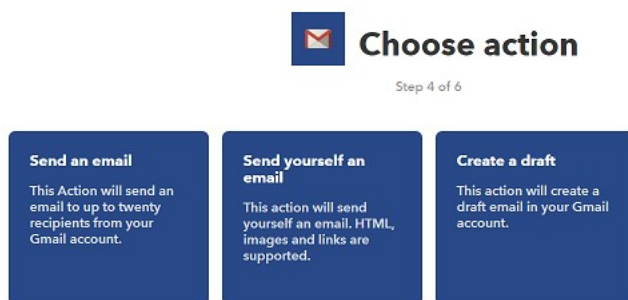 Choose action
Step 4 of 6
Send an email
This Action will send an
email to up to twenty
recipients from your
Gmail account.
Send yourself an
email
This action will send
yourself an email. HTML,
images and links are
supported.
Create a draft
This action will create a
draft email in your Gmail
account.